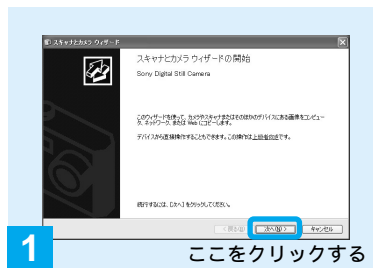 スキャナとカメラ ウィザード
スキャナとカメラ ウィザードの開始
Sony Digital Still Camera
このウィザードを使って、カメラやスキャナまたはそのほかのデバイスにある画像をコンピュー
タ、ネットワーク、または Web にコピーします。
デバイスから直接操作することもできます。この操作は上級者向きです。
続行するには、[次へ] をクリックしてください。
< 戻る(B)
次へ(N) >
キャンセル
1
ここをクリックする